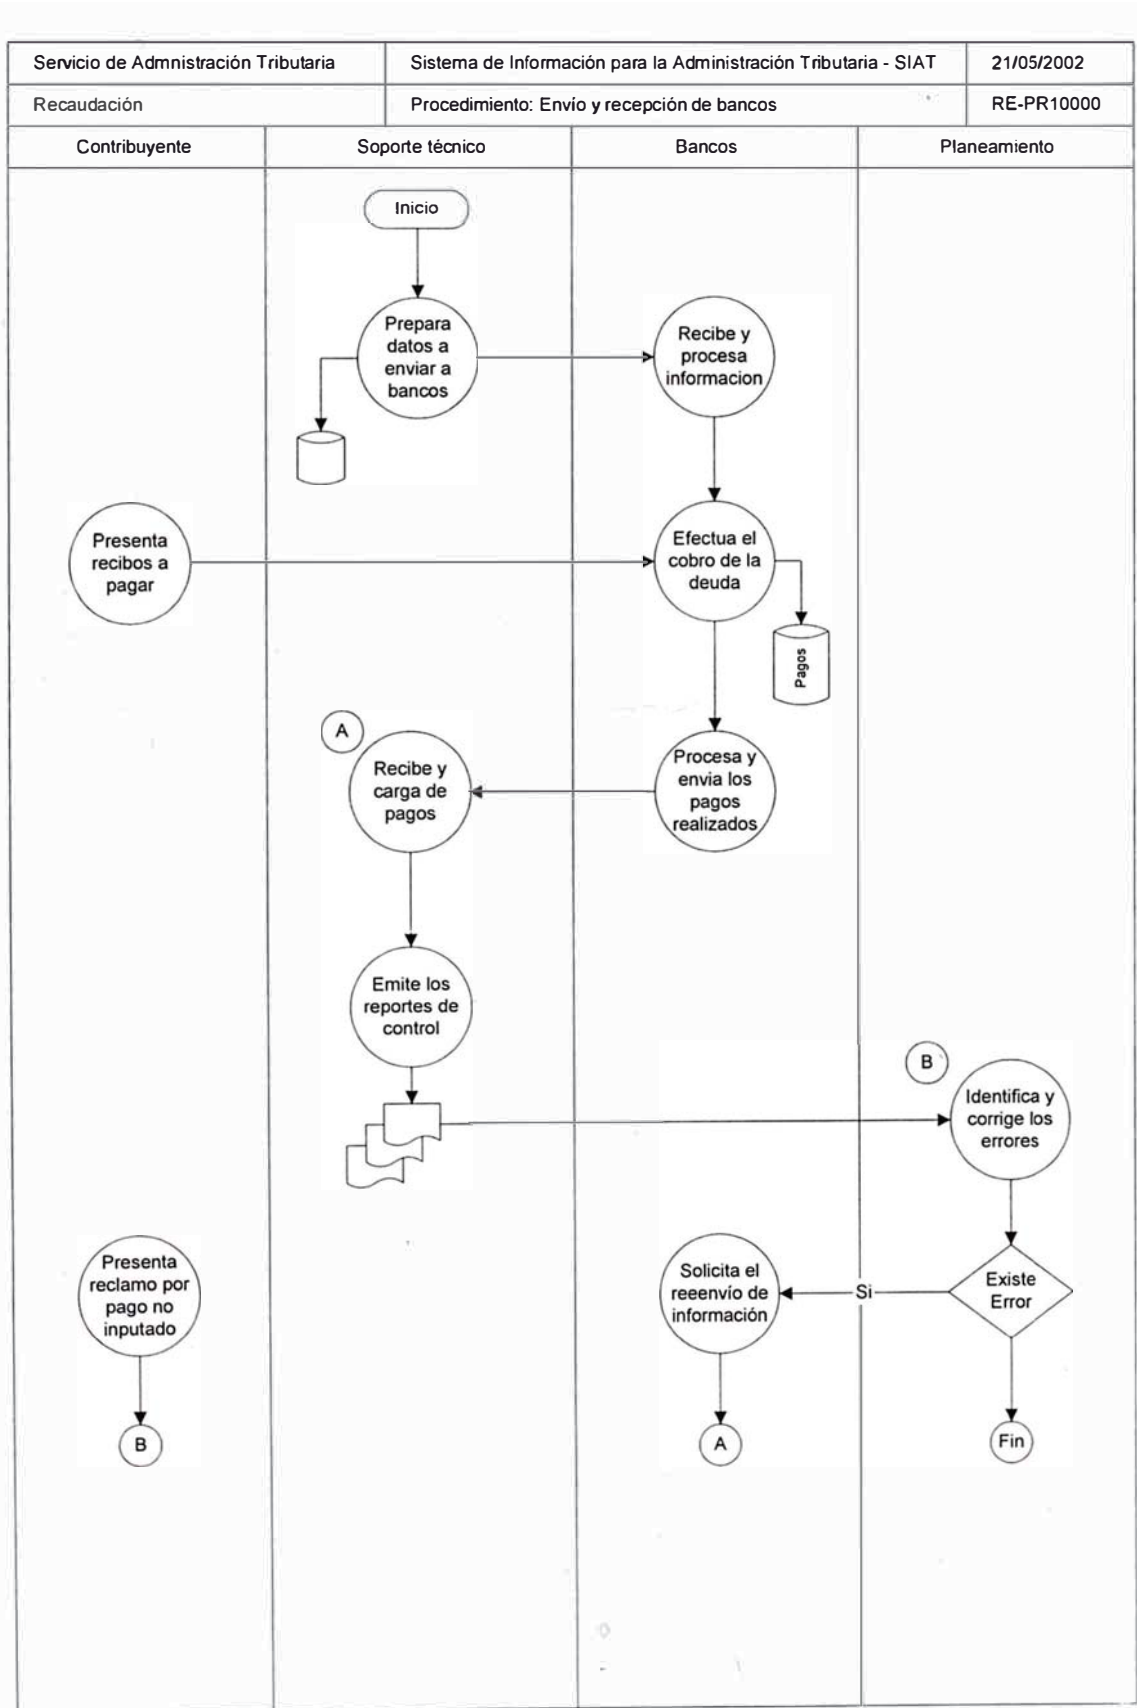 Servicio de Admnistración Tributaria
Sistema de Información para la Administración Tributaria - SIAT
21/05/2002
Recaudación
Procedimiento: Envío y recepción de bancos
RE-PR10000
Contribuyente
Soporte técnico
Bancos
Planeamiento
Inicio
Prepara
datos a
enviar a
bancos
Recibe y
procesa
informacion
Presenta
recibos a
pagar
Efectua el
cobro de la
deuda
Pagos
A
Recibe y
carga de
pagos
Procesa y
envia los
pagos
realizados
Emite los
reportes de
control
B
Identifica y
corrige los
errores
Presenta
reclamo por
pago no
inputado
Solicita el
reeenvío de
información
Si
Existe
Error
B
A
Fin